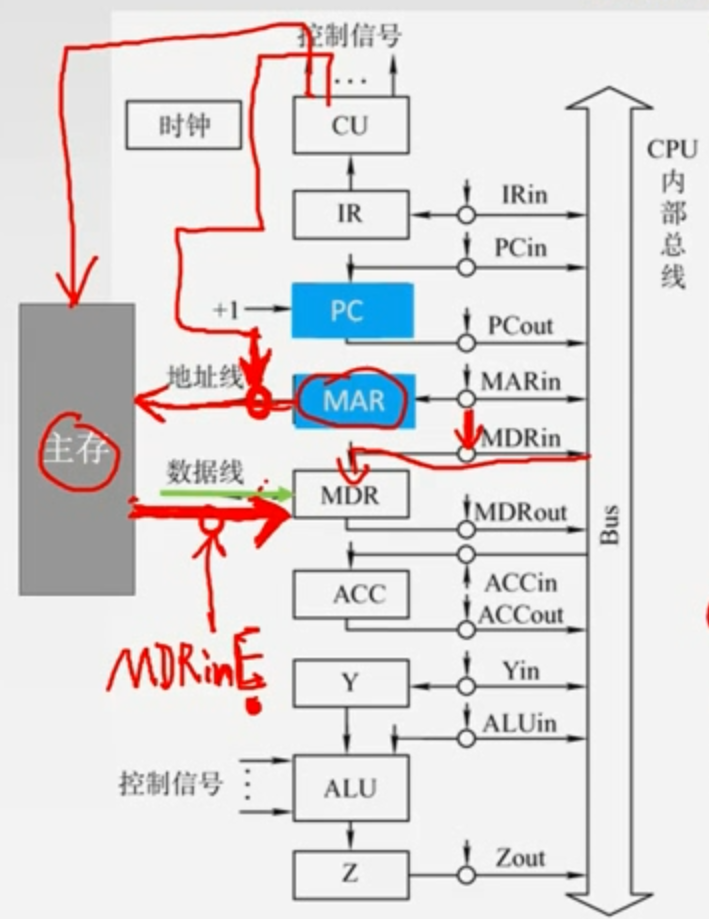 控制信号
...
时钟
CU
CPU
内
部
总
线
IR
IRin
PCin
+1
PC
PCout
地址线
MAR
MARin
主存
MDRin
数据线
MDR
MDRout
Bus
ACC
ACCin
ACCout
MDRinE
Y
Yin
ALUin
控制信号
ALU
Z
Zout